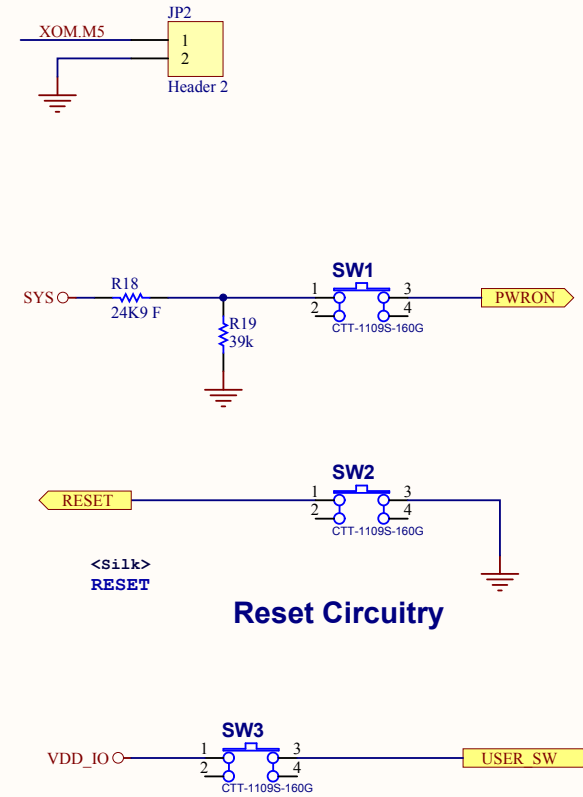 JP2
XOM.M5
1
2
Header 2
SW1
SYS
R18
24K9 F
1
2
3
4
PWRON
CTT-1109S-160G
R19
39k
SW2
RESET
1
2
3
4
CTT-1109S-160G
<Silk>
RESET
Reset Circuitry
SW3
VDD_IO
1
2
3
4
USER_SW
CTT-1109S-160G